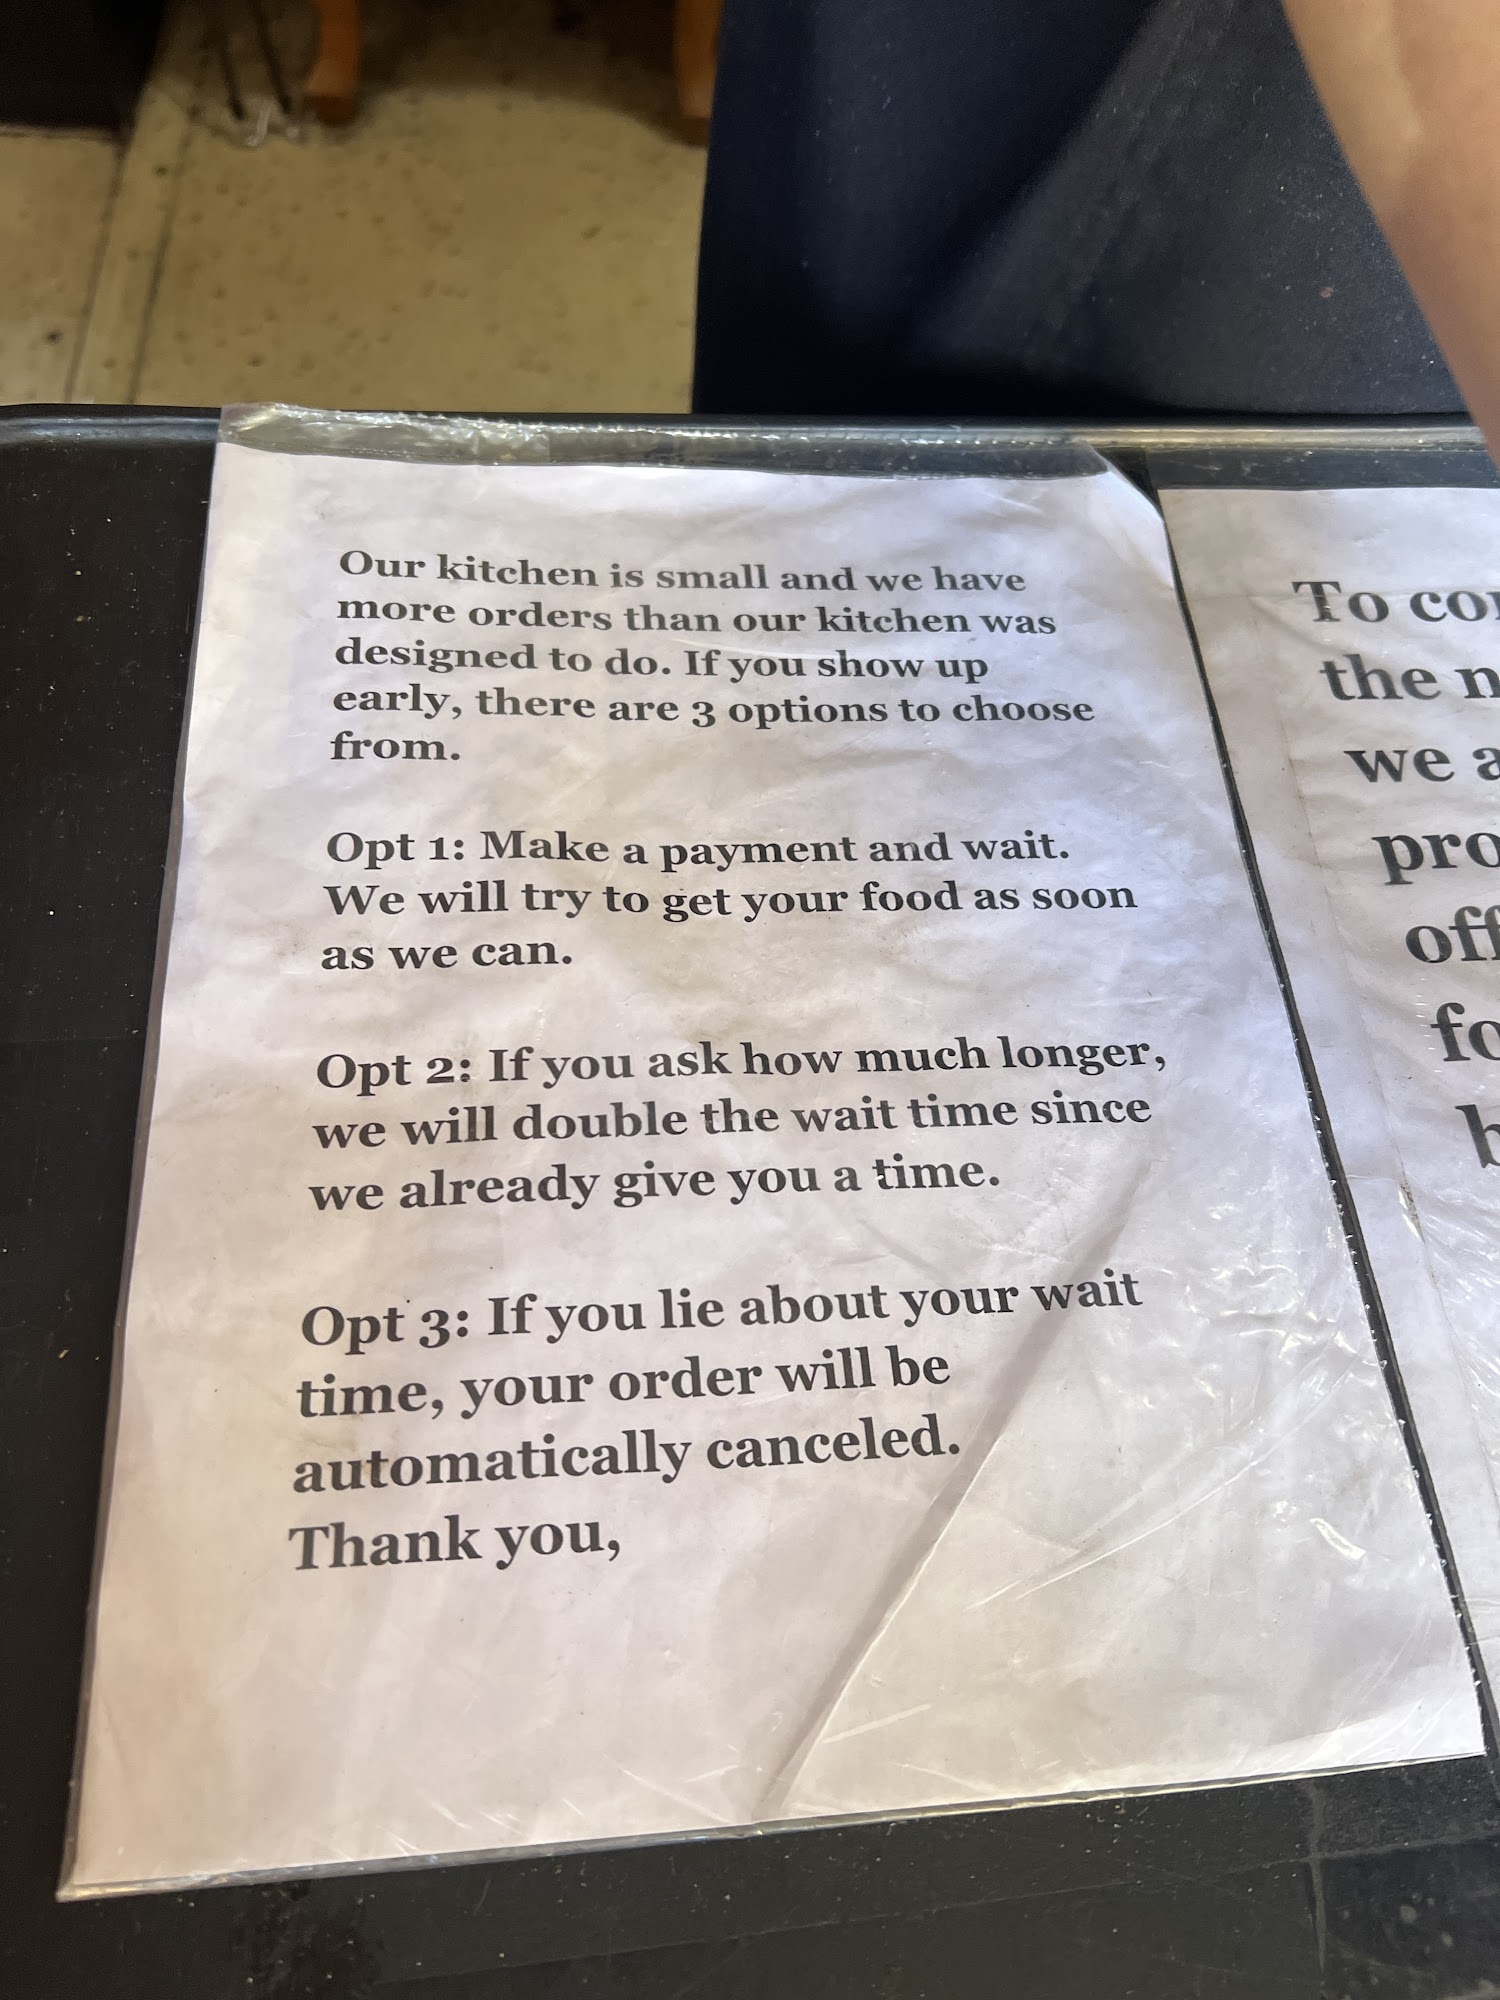 Our kitchen is small and we have
more orders than our kitchen was
designed to do. If you show up
early, there are 3 options to choose
from.
Opt 1: Make a payment and wait.
We will try to get your food as soon
as we can.
Opt 2: If you ask how much longer,
we will double the wait time since
we already give you a time.
Opt 3: If you lie about your wait
time, your order will be
automatically canceled.
Thank you,
To
the
we